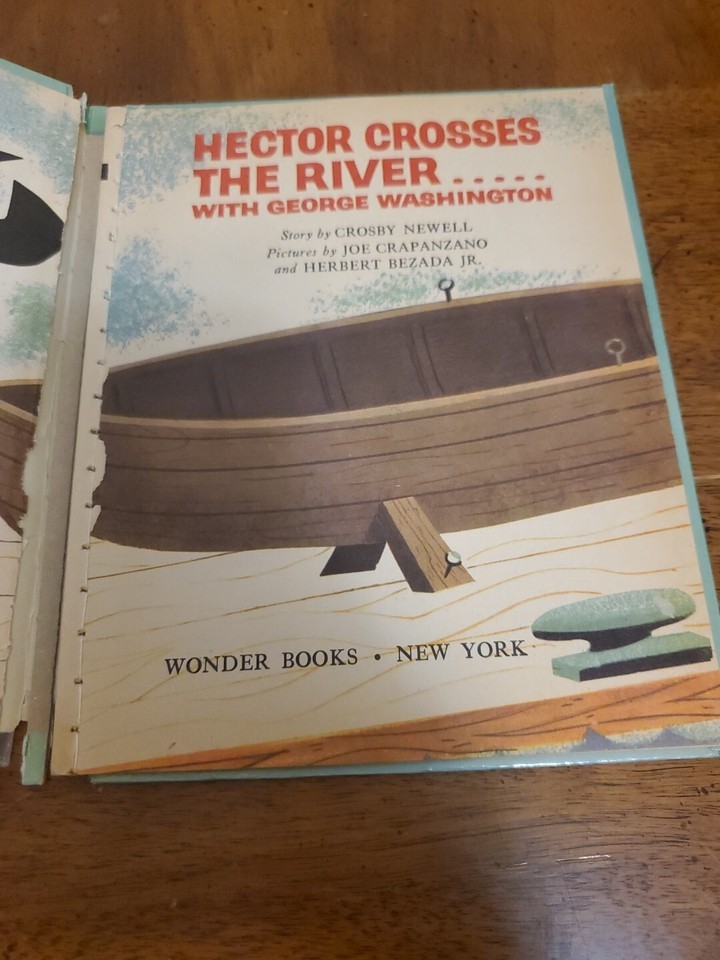 HECTOR CROSSES
THE RIVER.....
WITH GEORGE WASHINGTON
Story by CROSBY NEWELL
Pictures by JOE CRAPANZANO
and HERBERT BEZADA JR.
WONDER BOOKS • NEW YORK